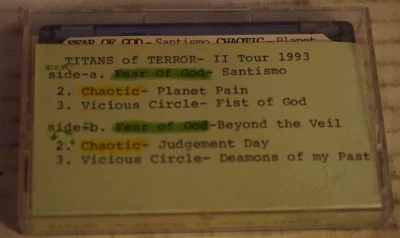 FEAR OF GOD- Santismo CHAOTIC- Planet
TITANS of TERROR- II Tour 1993
side-a. Fear Of God- Santismo
2. Chaotic- Planet Pain
3. Vicious Circle- Fist of God
side-b. Fear of God-Beyond the Veil
2. Chaotic- Judgement Day
3. Vicious Circle- Deamons of my Past